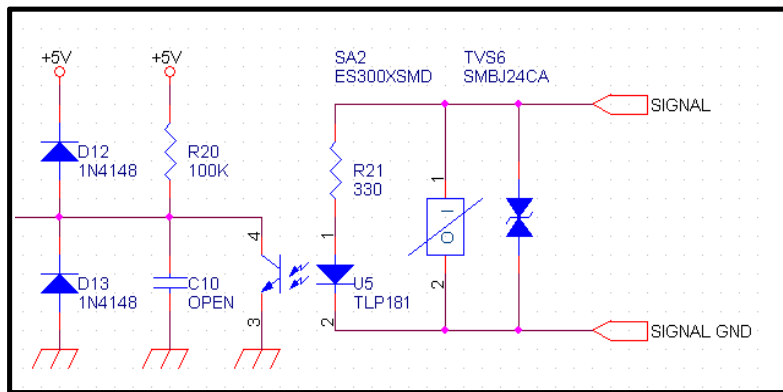 +5V
+5V
SA2
ES300XSMD
TVS6
SMBJ24CA
SIGNAL
D12
1N4148
R20
100K
R21
330
1
1
4
D13
1N4148
C10
OPEN
3
U5
TLP181
2
2
SIGNAL GND